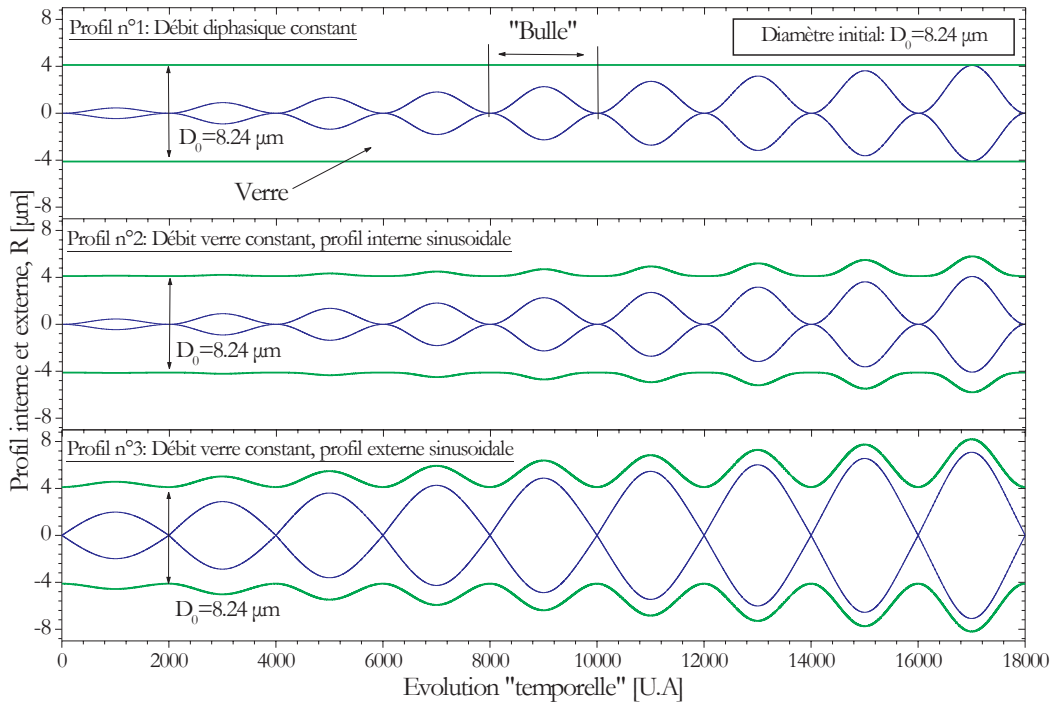 Profil n°1: Débit diphasique constant
"Bulle"
Diamètre initial: D0=8.24 µm
D0=8.24 µm
Verre
8
4
0
-4
-8
Profil n°2: Débit verre constant, profil interne sinusoidale
D0=8.24 µm
8
4
0
-4
-8
Profil n°3: Débit verre constant, profil externe sinusoidale
D0=8.24 µm
8
4
0
-4
-8
Profil interne et externe, R [µm]
0 2000 4000 6000 8000 10000 12000 14000 16000 18000
Evolution "temporelle" [U.A]